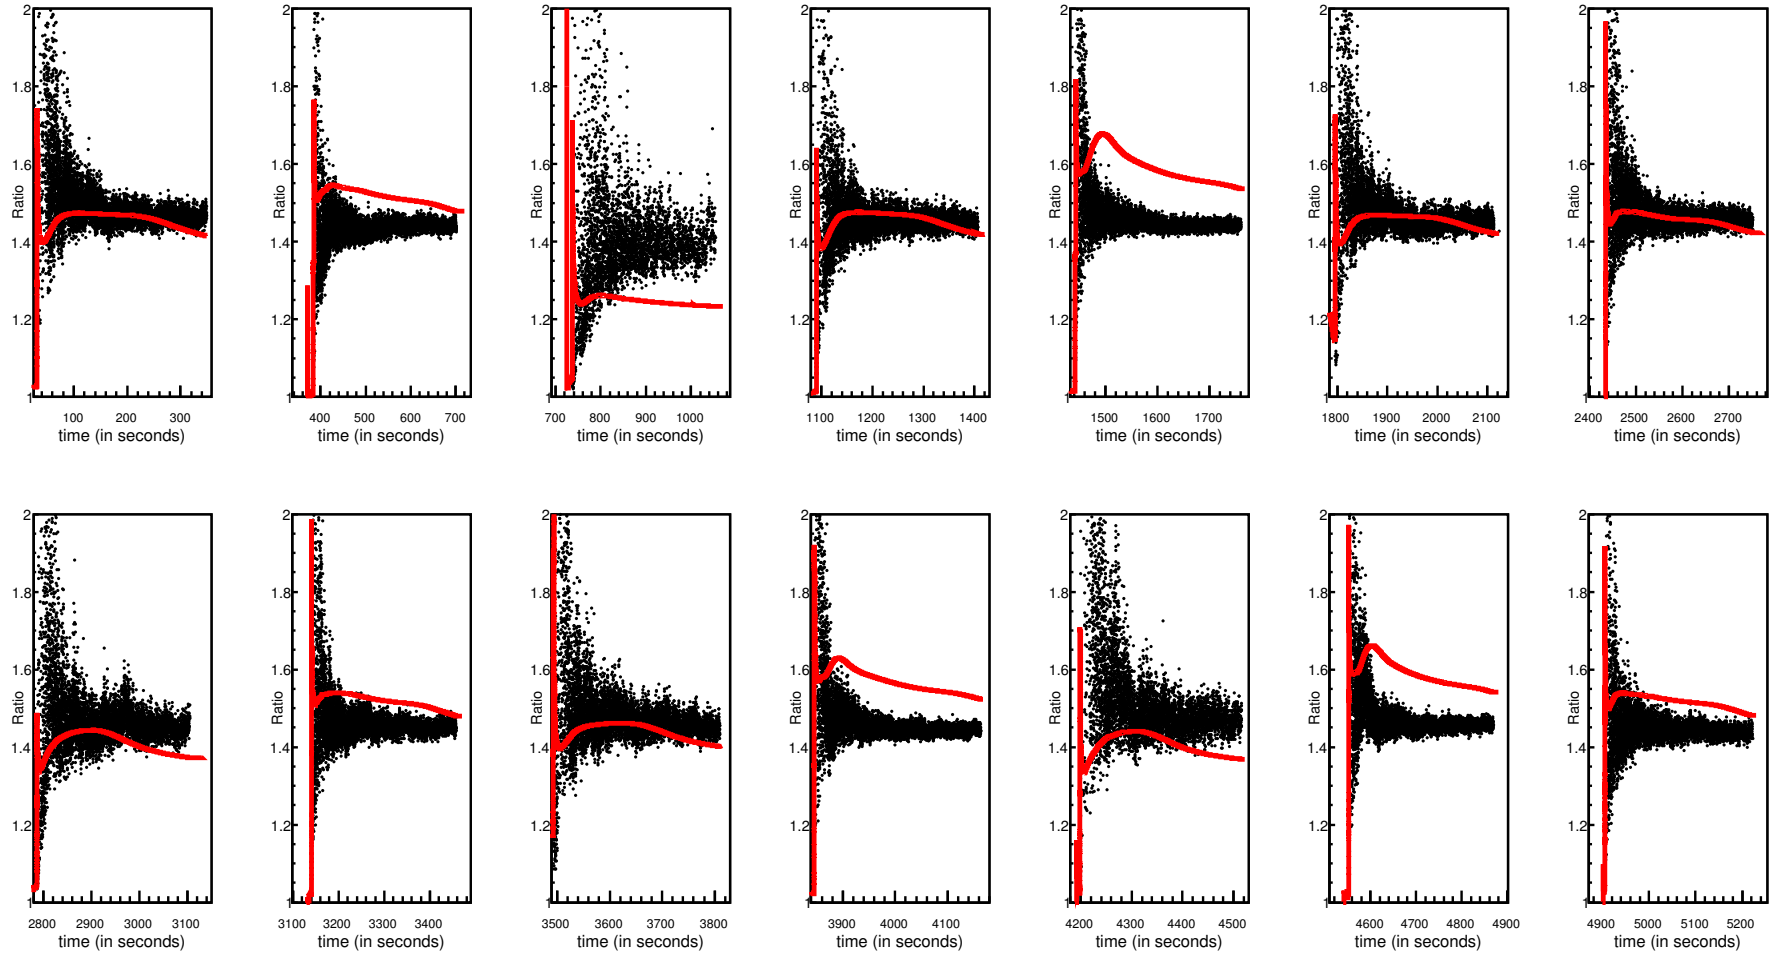 2 2 2 2 2 2 2
1.8 1.8 1.8 1.8 1.8 1.8 1.8
1.6 1.6 1.6 1.6 1.6 1.6 1.6
Ratio Ratio Ratio Ratio Ratio Ratio Ratio
1.4 1.4 1.4 1.4 1.4 1.4 1.4
1.2 1.2 1.2 1.2 1.2 1.2 1.2
1 1 1 1 1 1 1
100 200 300 400 500 600 700 700 800 900 1000 1100 1200 1300 1400 1500 1600 1700 1800 1900 2000 2100 2400 2500 2600 2700
time (in seconds) time (in seconds) time (in seconds) time (in seconds) time (in seconds) time (in seconds) time (in seconds)
2 2 2 2 2 2 2
1.8 1.8 1.8 1.8 1.8 1.8 1.8
1.6 1.6 1.6 1.6 1.6 1.6 1.6
Ratio Ratio Ratio Ratio Ratio Ratio Ratio
1.4 1.4 1.4 1.4 1.4 1.4 1.4
1.2 1.2 1.2 1.2 1.2 1.2 1.2
1 1 1 1 1 1 1
2800 2900 3000 3100 3100 3200 3300 3400 3500 3600 3700 3800 3900 4000 4100 4200 4300 4400 4500 4600 4700 4800 4900 4900 5000 5100 5200
time (in seconds) time (in seconds) time (in seconds) time (in seconds) time (in seconds) time (in seconds) time (in seconds)